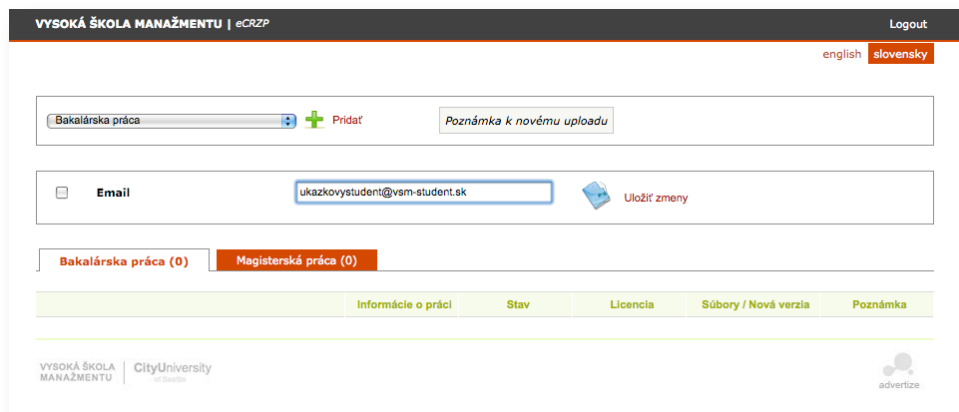 VYSOKÁ ŠKOLA MANAŽMENTU | eCRZP Logout
english slovensky
Bakalárska práca Pridať Poznámka k novému uploadu
Email ukazkovystudent@vsm-student.sk Uložiť zmeny
Bakalárska práca (0) Magisterská práca (0)
Informácie o práci Stav Licencia Súbory / Nová verzia Poznámka
VYSOKÁ ŠKOLA
MANAŽMENTU
CityUniversity
of Seattle
advertize